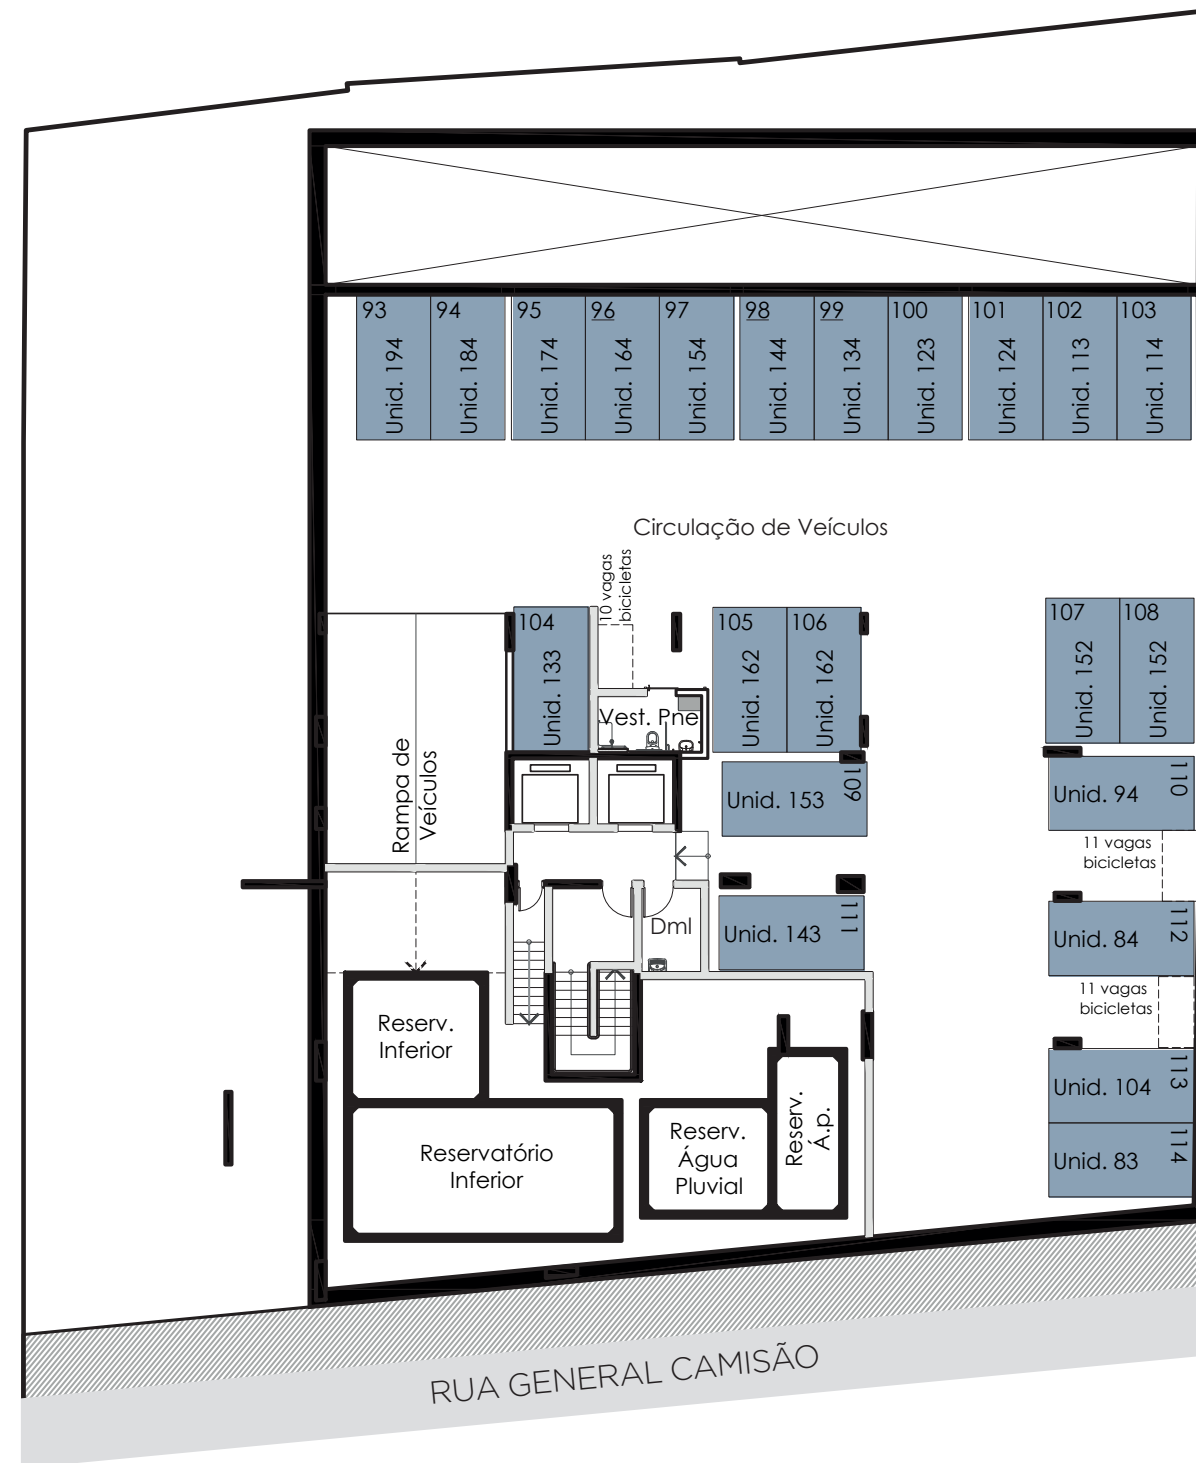 93
Unid. 194
94
Unid. 184
95
Unid. 174
96
Unid. 164
97
Unid. 154
98
Unid. 144
99
Unid. 134
100
Unid. 123
101
Unid. 124
102
Unid. 113
103
Unid. 114
Circulação de Veículos
10 vagas
bicicletas
104
Unid. 133
105
Unid. 162
106
Unid. 162
107
Unid. 152
108
Unid. 152
Vest. Pne
Rampa de
Veículos
Unid. 153
109
Unid. 94
110
11 vagas
bicicletas
Dml
Unid. 143
111
Unid. 84
112
11 vagas
bicicletas
Reserv.
Inferior
Unid. 104
113
Reservatório
Inferior
Reserv.
Água
Pluvial
Reserv.
Á.p.
Unid. 83
114
RUA GENERAL CAMISÃO